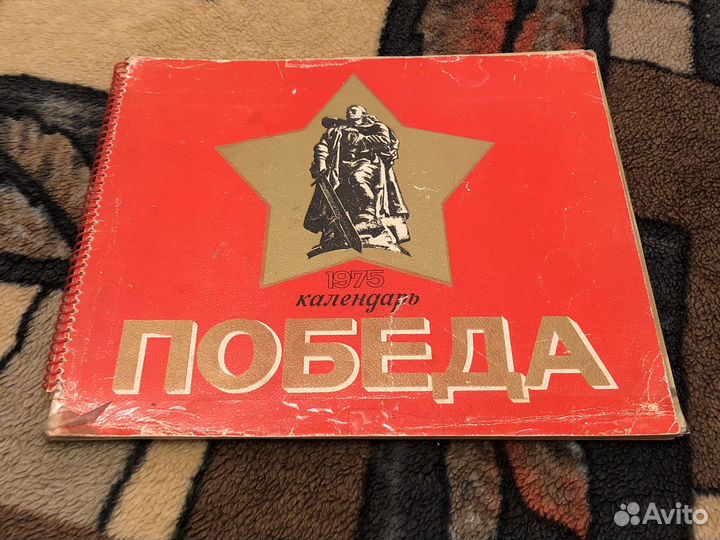 1975
календарь
ПОБЕДА
Avito